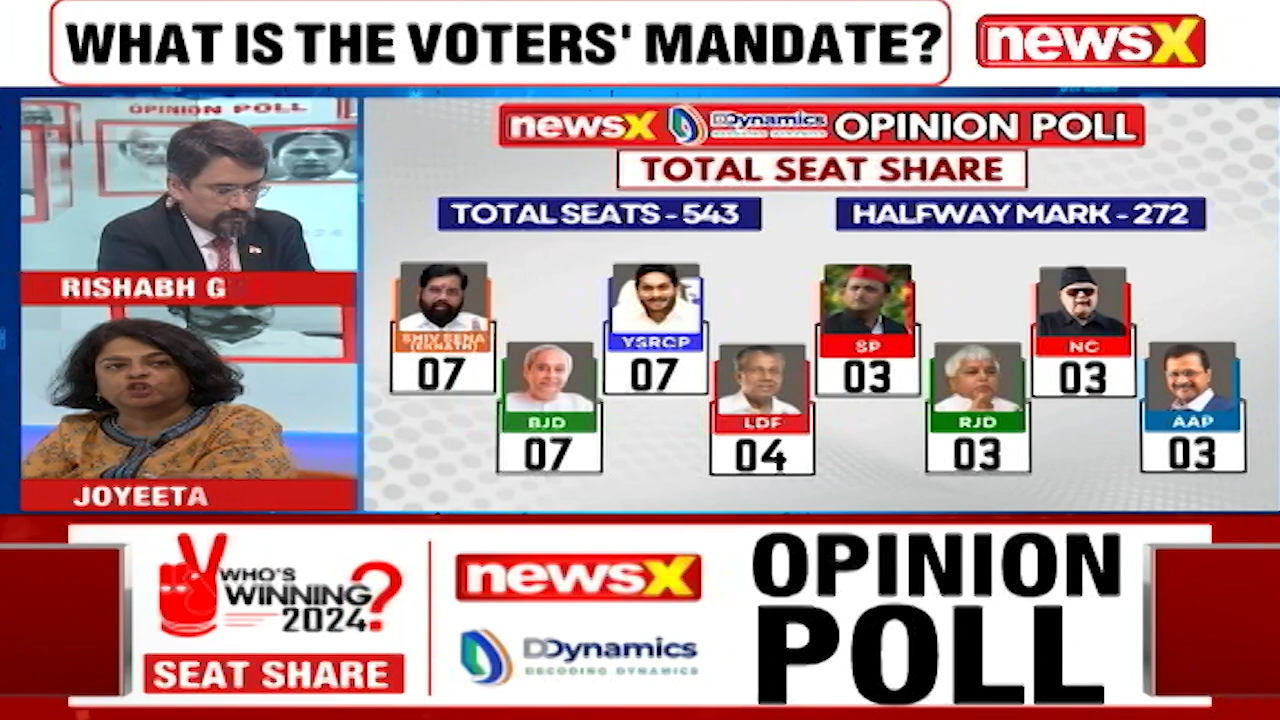 WHAT IS THE VOTERS' MANDATE?
newsX
OPINION POLL
RISHABH G
JOYEETA
newsX DDynamics OPINION POLL
TOTAL SEAT SHARE
TOTAL SEATS - 543
HALFWAY MARK - 272
SHIV SENA
(EKNATH)
07
BJD
07
YSRCP
07
LDF
04
SP
03
RJD
03
NC
03
AAP
03
WHO'S
WINNING
2024?
SEAT SHARE
newsX
DDynamics
DECODING DYNAMICS
OPINION
POLL